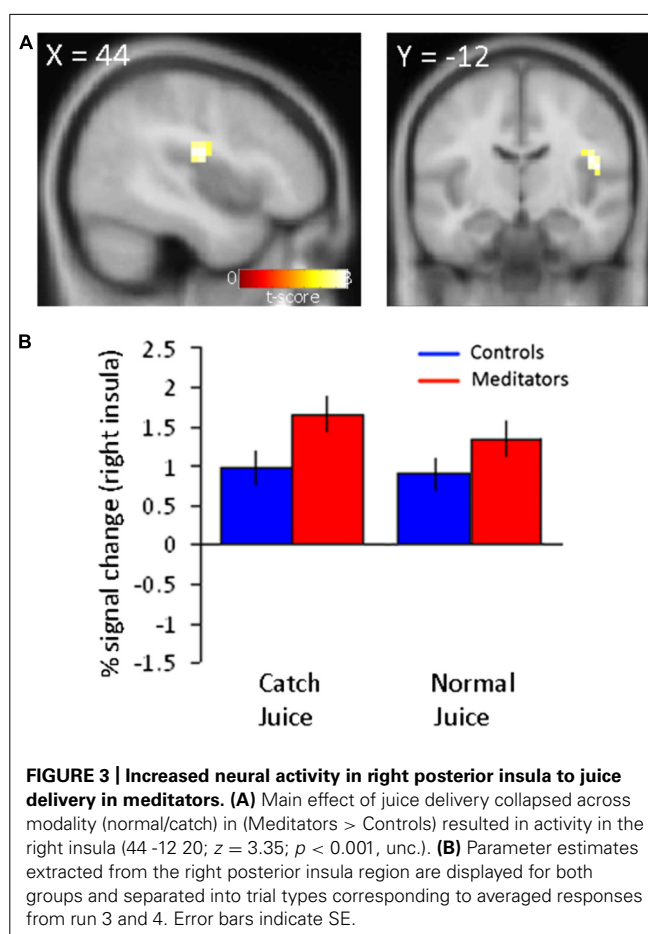 A
X = 44
Y = -12
0
3
t-score
B
% signal change (right insula)
2.5
2
1.5
1
0.5
0
-0.5
-1
-1.5
Controls
Meditators
Catch
Juice
Normal
Juice
FIGURE 3 | Increased neural activity in right posterior insula to juice
delivery in meditators. (A) Main effect of juice delivery collapsed across
modality (normal/catch) in (Meditators > Controls) resulted in activity in the
right insula (44 -12 20; z = 3.35; p < 0.001, unc.). (B) Parameter estimates
extracted from the right posterior insula region are displayed for both
groups and separated into trial types corresponding to averaged responses
from run 3 and 4. Error bars indicate SE.